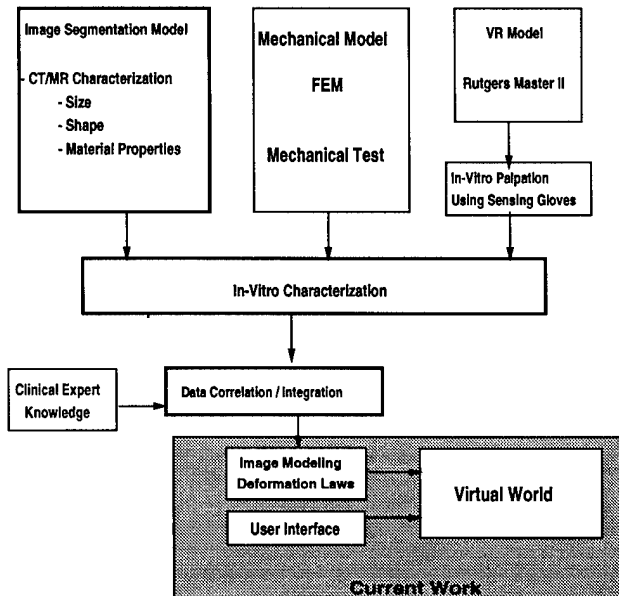 Image Segmentation Model
- CT/MR Characterization
- Size
- Shape
- Material Properties
Mechanical Model
FEM
Mechanical Test
VR Model
Rutgers Master II
In-Vitro Palpation
Using Sensing Gloves
In-Vitro Characterization
Clinical Expert
Knowledge
Data Correlation / Integration
Image Modeling
Deformation Laws
User Interface
Virtual World
Current Work